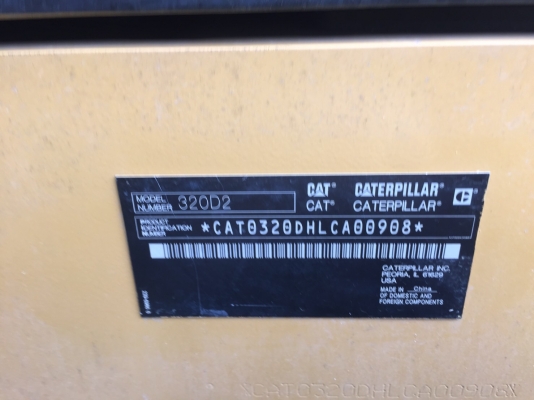 MODEL NUMBER 320D2
CAT® CATERPILLAR®
CAT® CATERPILLAR®
PRODUCT IDENTIFICATION NUMBER *CAT0320DHLCA00908*
CATERPILLAR INC.
PEORIA, IL 61629
USA
MADE IN China
OF DOMESTIC AND
FOREIGN COMPONENTS
XCAT0320DHLCA00908X